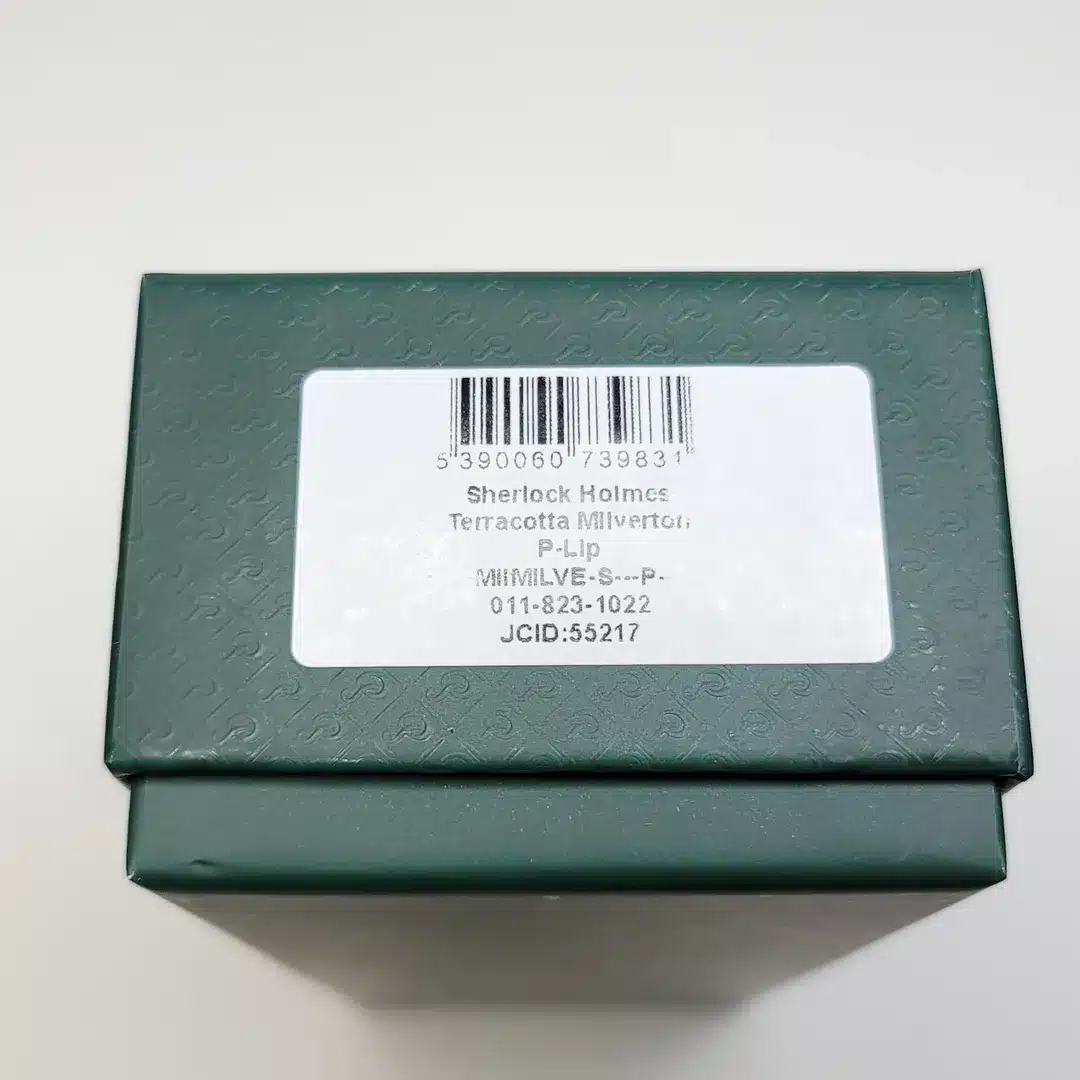 5 390060 739831
Sherlock Holmes
Terracotta Milverton
P-Lip
MIIMILVE-S---P-
011-823-1022
JCID:55217